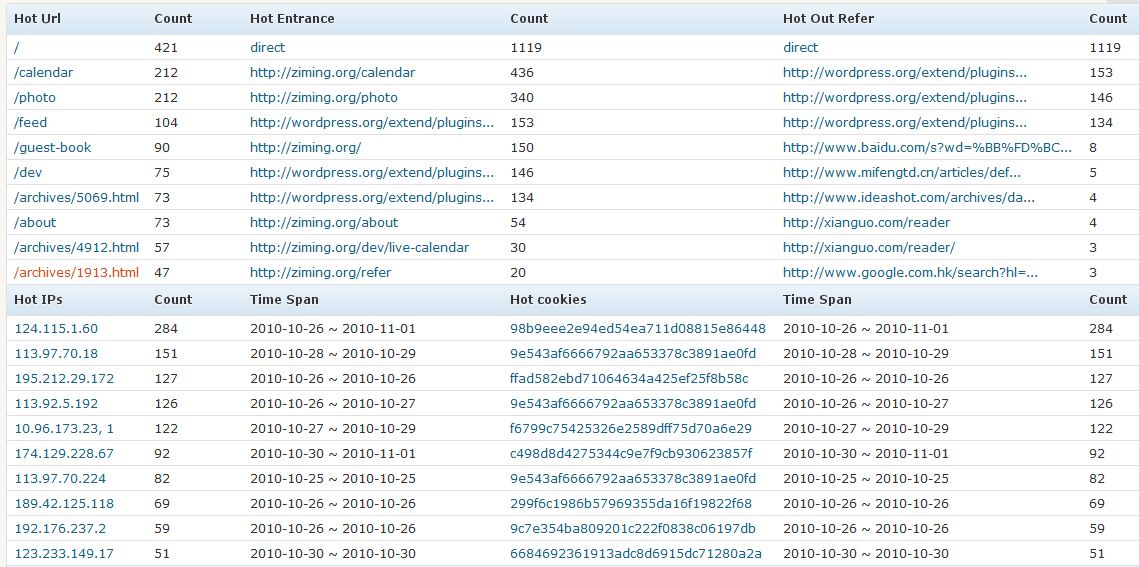 Hot Url Count Hot Entrance Count Hot Out Refer Count
/ 421 direct 1119 direct 1119
/calendar 212 http://ziming.org/calendar 436 http://wordpress.org/extend/plugins... 153
/photo 212 http://ziming.org/photo 340 http://wordpress.org/extend/plugins... 146
/feed 104 http://wordpress.org/extend/plugins... 153 http://wordpress.org/extend/plugins... 134
/guest-book 90 http://ziming.org/ 150 http://www.baidu.com/s?wd=%BB%FD%BC... 8
/dev 75 http://wordpress.org/extend/plugins... 146 http://www.mifengtd.cn/articles/def... 5
/archives/5069.html 73 http://wordpress.org/extend/plugins... 134 http://www.ideashot.com/archives/da... 4
/about 73 http://ziming.org/about 54 http://xianguo.com/reader 4
/archives/4912.html 57 http://ziming.org/dev/live-calendar 30 http://xianguo.com/reader/ 3
/archives/1913.html 47 http://ziming.org/refer 20 http://www.google.com.hk/search?hl=... 3
Hot IPs Count Time Span Hot cookies Time Span Count
124.115.1.60 284 2010-10-26 ~ 2010-11-01 98b9eee2e94ed54ea711d08815e86448 2010-10-26 ~ 2010-11-01 284
113.97.70.18 151 2010-10-28 ~ 2010-10-29 9e543af6666792aa653378c3891ae0fd 2010-10-28 ~ 2010-10-29 151
195.212.29.172 127 2010-10-26 ~ 2010-10-26 ffad582ebd71064634a425ef25f8b58c 2010-10-26 ~ 2010-10-26 127
113.92.5.192 126 2010-10-26 ~ 2010-10-27 9e543af6666792aa653378c3891ae0fd 2010-10-26 ~ 2010-10-27 126
10.96.173.23, 1 122 2010-10-27 ~ 2010-10-29 f6799c75425326e2589dff75d70a6e29 2010-10-27 ~ 2010-10-29 122
174.129.228.67 92 2010-10-30 ~ 2010-11-01 c498d8d4275344c9e7f9cb930623857f 2010-10-30 ~ 2010-11-01 92
113.97.70.224 82 2010-10-25 ~ 2010-10-25 9e543af6666792aa653378c3891ae0fd 2010-10-25 ~ 2010-10-25 82
189.42.125.118 69 2010-10-26 ~ 2010-10-26 299f6c1986b57969355da16f19822f68 2010-10-26 ~ 2010-10-26 69
192.176.237.2 59 2010-10-26 ~ 2010-10-26 9c7e354ba809201c222f0838c06197db 2010-10-26 ~ 2010-10-26 59
123.233.149.17 51 2010-10-30 ~ 2010-10-30 6684692361913adc8d6915dc71280a2a 2010-10-30 ~ 2010-10-30 51